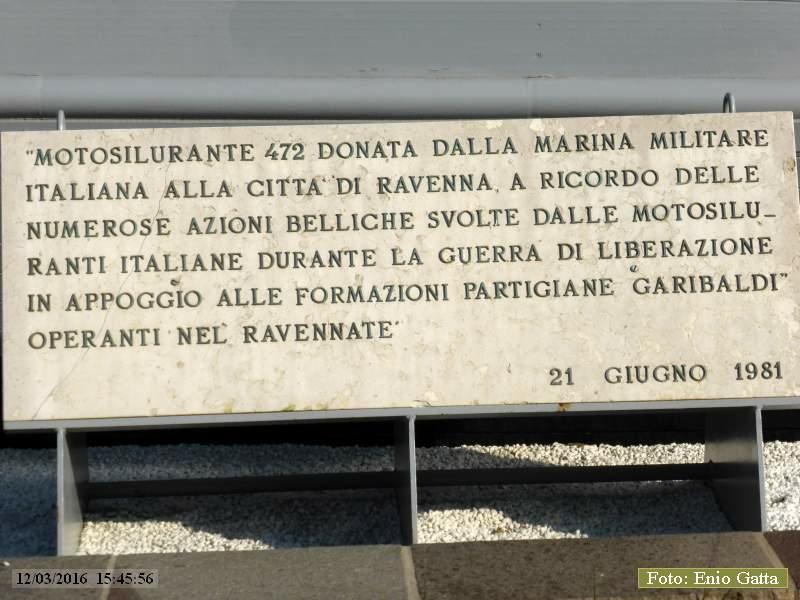 "MOTOSILURANTE 472 DONATA DALLA MARINA MILITARE
ITALIANA ALLA CITTA' DI RAVENNA, A RICORDO DELLE
NUMEROSE AZIONI BELLICHE SVOLTE DALLE MOTOSILU-
RANTI ITALIANE DURANTE LA GUERRA DI LIBERAZIONE
IN APPOGGIO ALLE FORMAZIONI PARTIGIANE "GARIBALDI"
OPERANTI NEL RAVENNATE"
21 GIUGNO 1981
12/03/2016 15:45:56
Foto: Enio Gatta